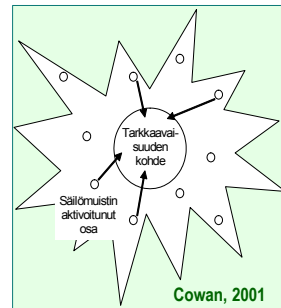 Tarkkaavai-
suuden
kohde
Säilömuistin
aktivoitunut
osa
Cowan, 2001